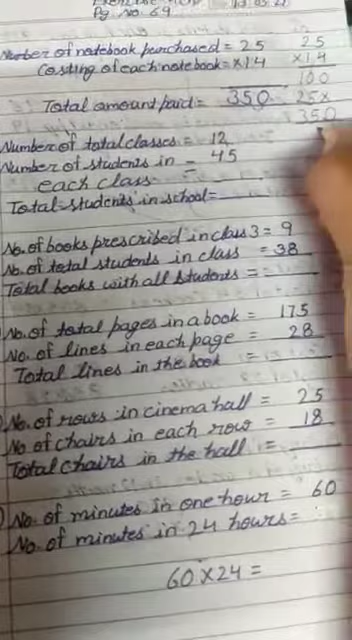 Pg. No. 69
Number of notebook purchased = 25 25
Costing of each notebook = x14 x14
100
Total amount paid = 350 25x
350
Number of total classes = 12
Number of students in - 45
each class
Total students in school =
No. of books prescribed in class 3 = 9
No. of total students in class = 38
Total books with all students =
No. of total pages in a book = 175
No. of lines in each page = 28
Total lines in the book =
No. of rows in cinema hall = 25
No of chairs in each row = 18
Total chairs in the hall =
No. of minutes in one hour = 60
No. of minutes in 24 hours =
60 x 24 =